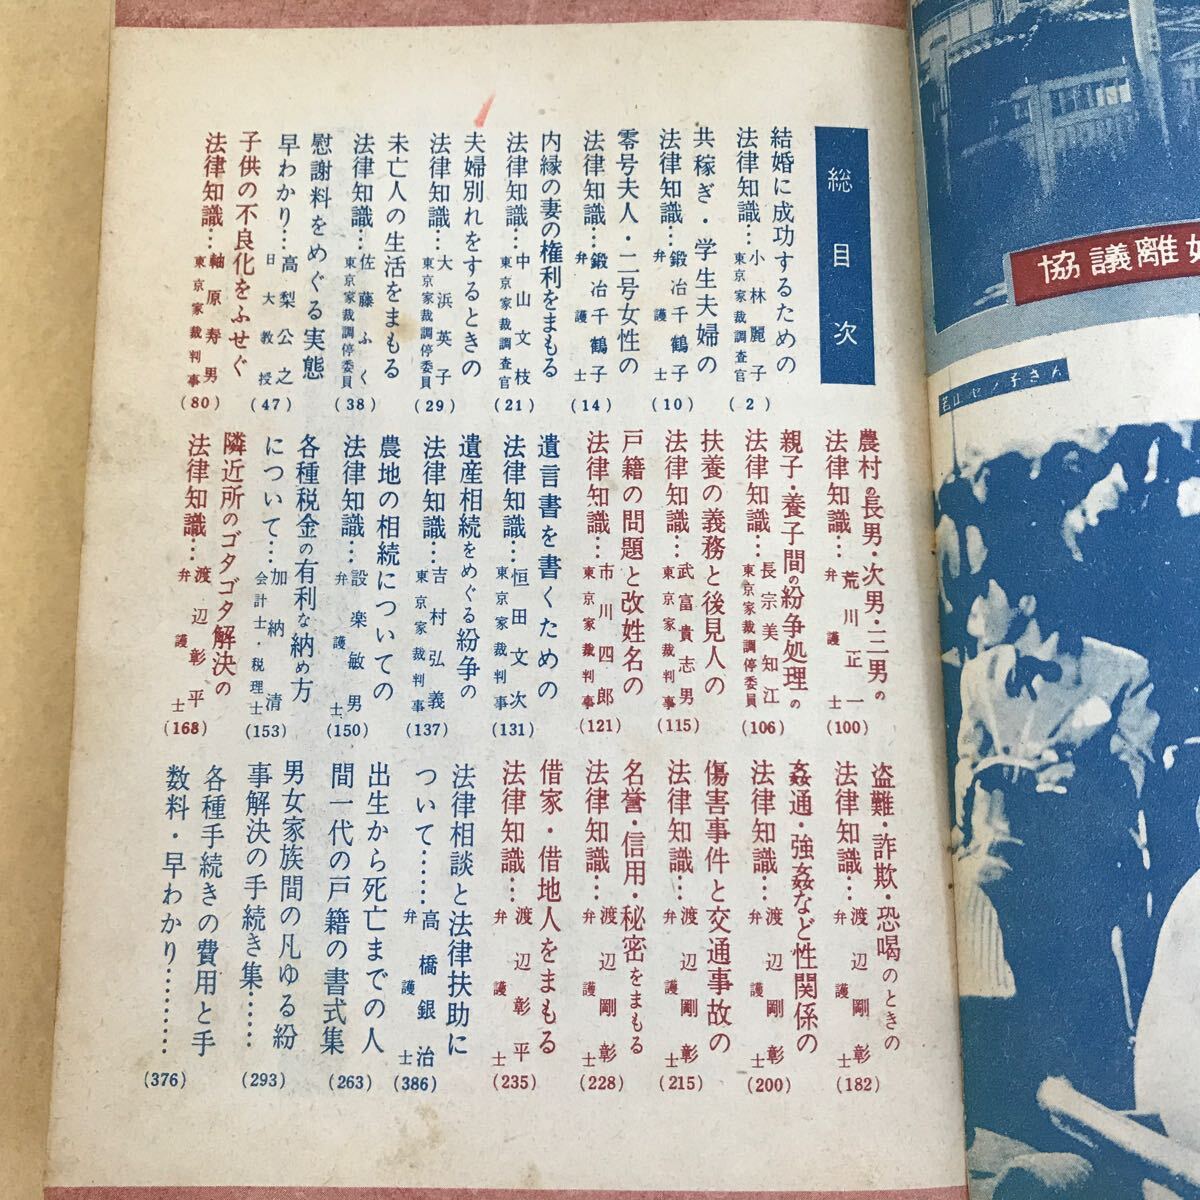 総目次
結婚に成功するための
法律知識…小林麗子
東京家裁調査官
(2)
共稼ぎ・学生夫婦の
法律知識…鍛冶千鶴子
弁護士
(10)
零号夫人・二号女性の
法律知識…鍛冶千鶴子
弁護士
(14)
内縁の妻の権利をまもる
法律知識…中山文枝
東京家裁調査官
(21)
夫婦別れをするときの
法律知識…大浜英子
東京家裁調停委員
(29)
未亡人の生活をまもる
法律知識…佐藤ふく
東京家裁調停委員
(38)
慰謝料をめぐる実態
早わかり…高梨公之
日大教授
(47)
子供の不良化をふせぐ
法律知識…軸原寿男
東京家裁判事
(80)
農村の長男・次男・三男の
法律知識…荒川正一
弁護士
(100)
親子・養子間の紛争処理の
法律知識…長宗美知江
東京家裁調停委員
(106)
扶養の義務と後見人の
法律知識…武富貴志男
東京家裁判事
(115)
戸籍の問題と改姓名の
法律知識…市川四郎
東京家裁判事
(121)
遺言書を書くための
法律知識…恒田文次
東京家裁判事
(131)
遺産相続をめぐる紛争の
法律知識…吉村弘義
東京家裁判事
(137)
農地の相続についての
法律知識…設楽敏男
弁護士
(150)
各種税金の有利な納め方
について…加納清
会計士・税理士
(153)
隣近所のゴタゴタ解決の
法律知識…渡辺彰平
弁護士
(168)
盗難・詐欺・恐喝のときの
法律知識…渡辺剛彰
弁護士
(182)
姦通・強姦など性関係の
法律知識…渡辺剛彰
弁護士
(200)
傷害事件と交通事故の
法律知識…渡辺剛彰
弁護士
(215)
名誉・信用・秘密をまもる
法律知識…渡辺剛彰
弁護士
(228)
借家・借地人をまもる
法律知識…渡辺彰平
弁護士
(235)
法律相談と法律扶助に
ついて……高橋銀治
弁護士
(386)
出生から死亡までの人
間一代の戸籍の書式集
(263)
男女家族間の凡ゆる紛
事解決の手続き集……
(293)
各種手続きの費用と手
数料・早わかり………
(376)
協議離